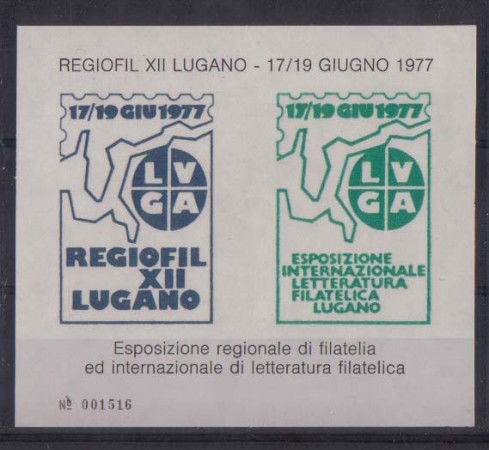 REGIOFIL XII LUGANO - 17/19 GIUGNO 1977
17/19 GIU 1977
LV
GA
REGIOFIL
XII
LUGANO
17/19 GIU 1977
LV
GA
ESPOSIZIONE
INTERNAZIONALE
LETTERATURA
FILATELICA
LUGANO
Esposizione regionale di filatelia
ed internazionale di letteratura filatelica
№ 001516